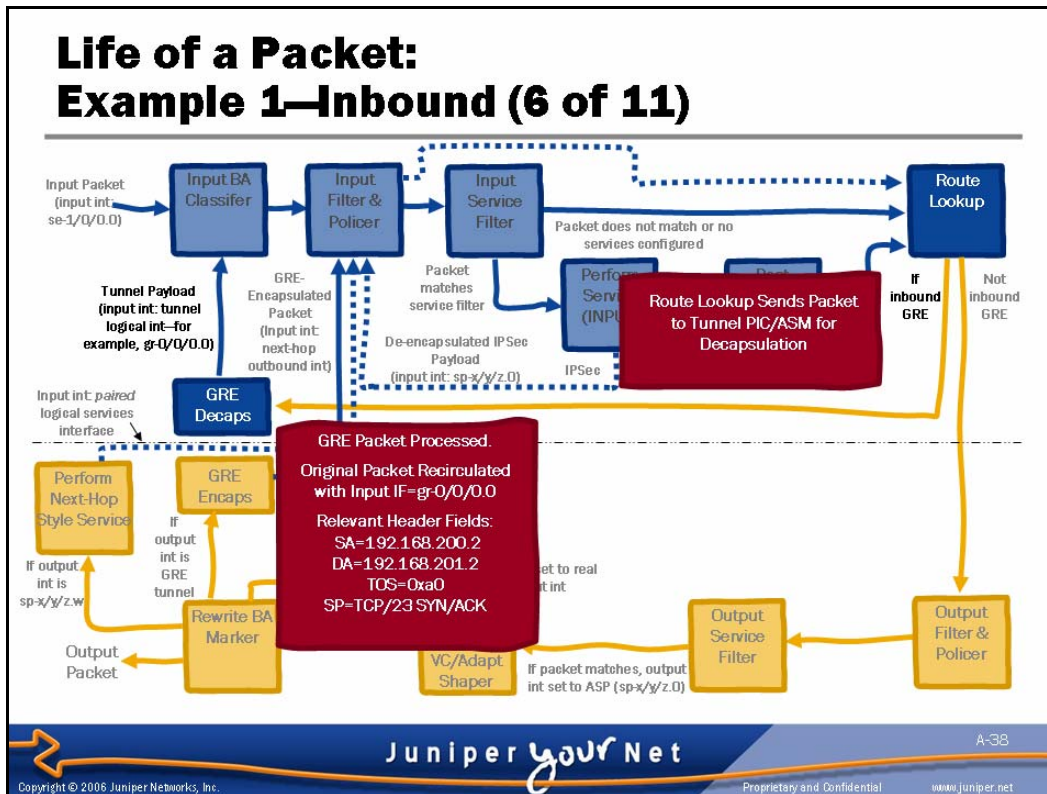 Life of a Packet:
Example 1—Inbound (6 of 11)
Input Packet
(input int:
se-1/0/0.0)
Input BA
Classifer
Input
Filter &
Policer
Input
Service
Filter
Route
Lookup
Packet does not match or no
services configured
Tunnel Payload
(input int: tunnel
logical int—for
example, gr-0/0/0.0)
GRE-
Encapsulated
Packet
(Input int:
next-hop
outbound int)
Packet
matches
service filter
Perform
Servic
(INPU
Route Lookup Sends Packet
to Tunnel PIC/ASM for
Decapsulation
If
inbound
GRE
Not
inbound
GRE
De-encapsulated IPSec
Payload
(input int: sp-x/y/z.0)
IPSec
GRE
Decaps
Input int: paired
logical services
interface
GRE Packet Processed.
Original Packet Recirculated
with Input IF=gr-0/0/0.0
Relevant Header Fields:
SA=192.168.200.2
DA=192.168.201.2
TOS=0xa0
SP=TCP/23 SYN/ACK
Perform
Next-Hop
Style Service
GRE
Encaps
If
output
int is
GRE
tunnel
If output
int is
sp-x/y/z.w
set to real
int
Rewrite BA
Marker
Output
Packet
VC/Adapt
Shaper
If packet matches, output
int set to ASP (sp-x/y/z.0)
Output
Service
Filter
Output
Filter &
Policer
Juniper your Net
A-38
Copyright © 2006 Juniper Networks, Inc.
Proprietary and Confidential
www.juniper.net